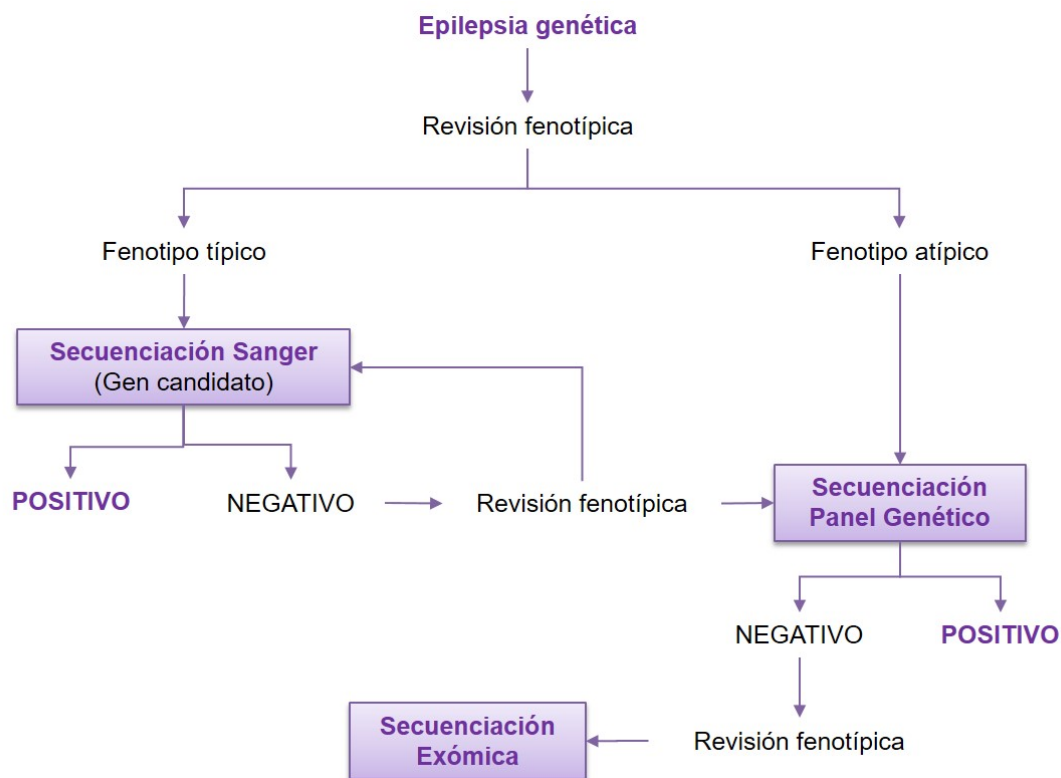 Epilepsia genética
Revisión fenotípica
Fenotipo típico
Fenotipo atípico
Secuenciación Sanger
(Gen candidato)
POSITIVO
NEGATIVO
Revisión fenotípica
Secuenciación
Panel Genético
NEGATIVO
POSITIVO
Secuenciación
Exómica
Revisión fenotípica